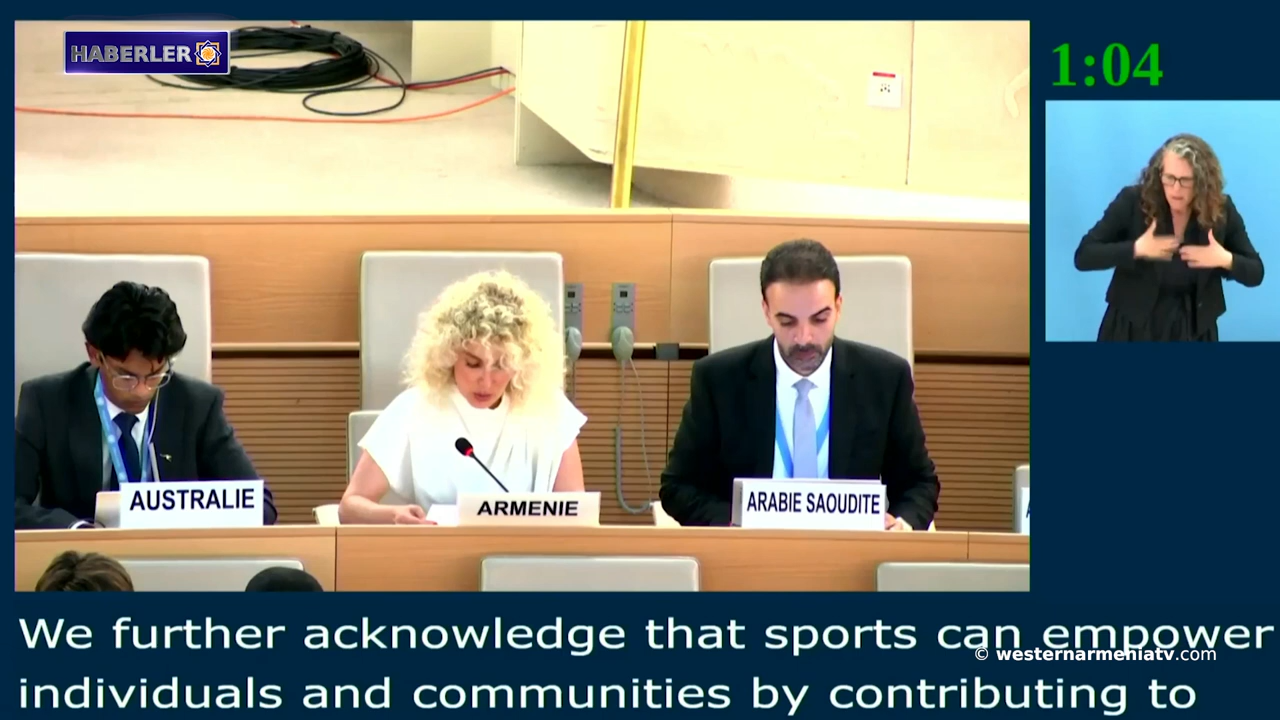 HABERLER
1:04
AUSTRALIE
ARMENIE
ARABIE SAOUDITE
We further acknowledge that sports can empower
© westernarmeniatv.com
individuals and communities by contributing to